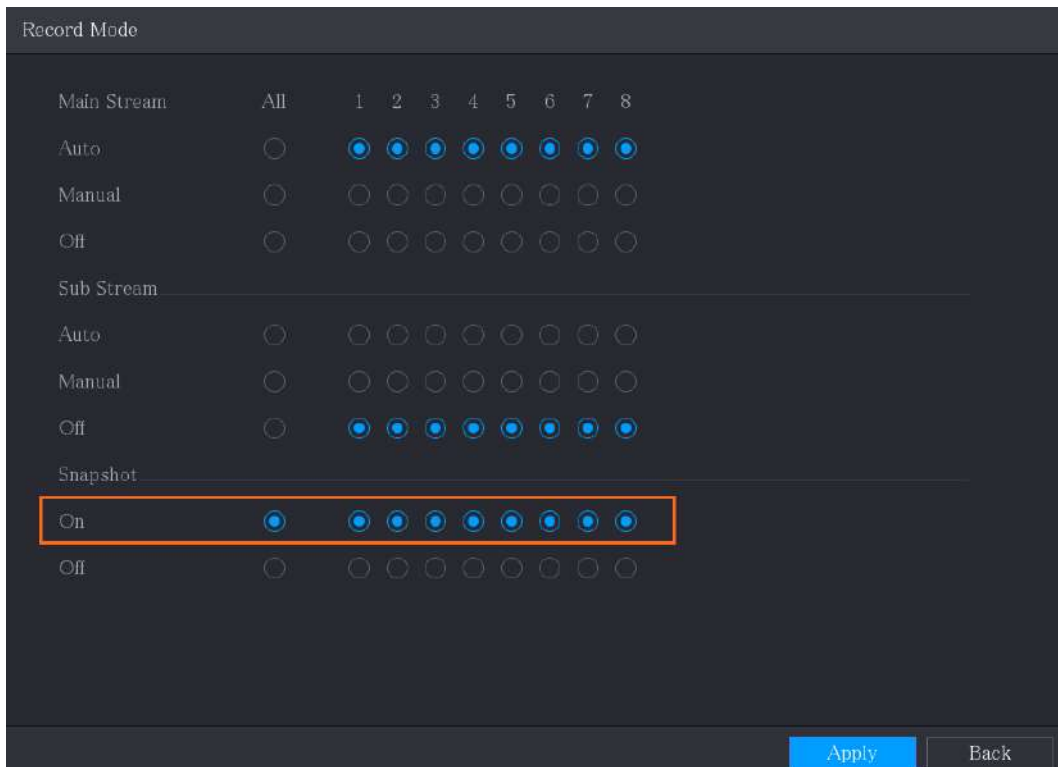 Record Mode
Main Stream All 1 2 3 4 5 6 7 8
Auto
Manual
Off
Sub Stream
Auto
Manual
Off
Snapshot
On
Off
Apply Back